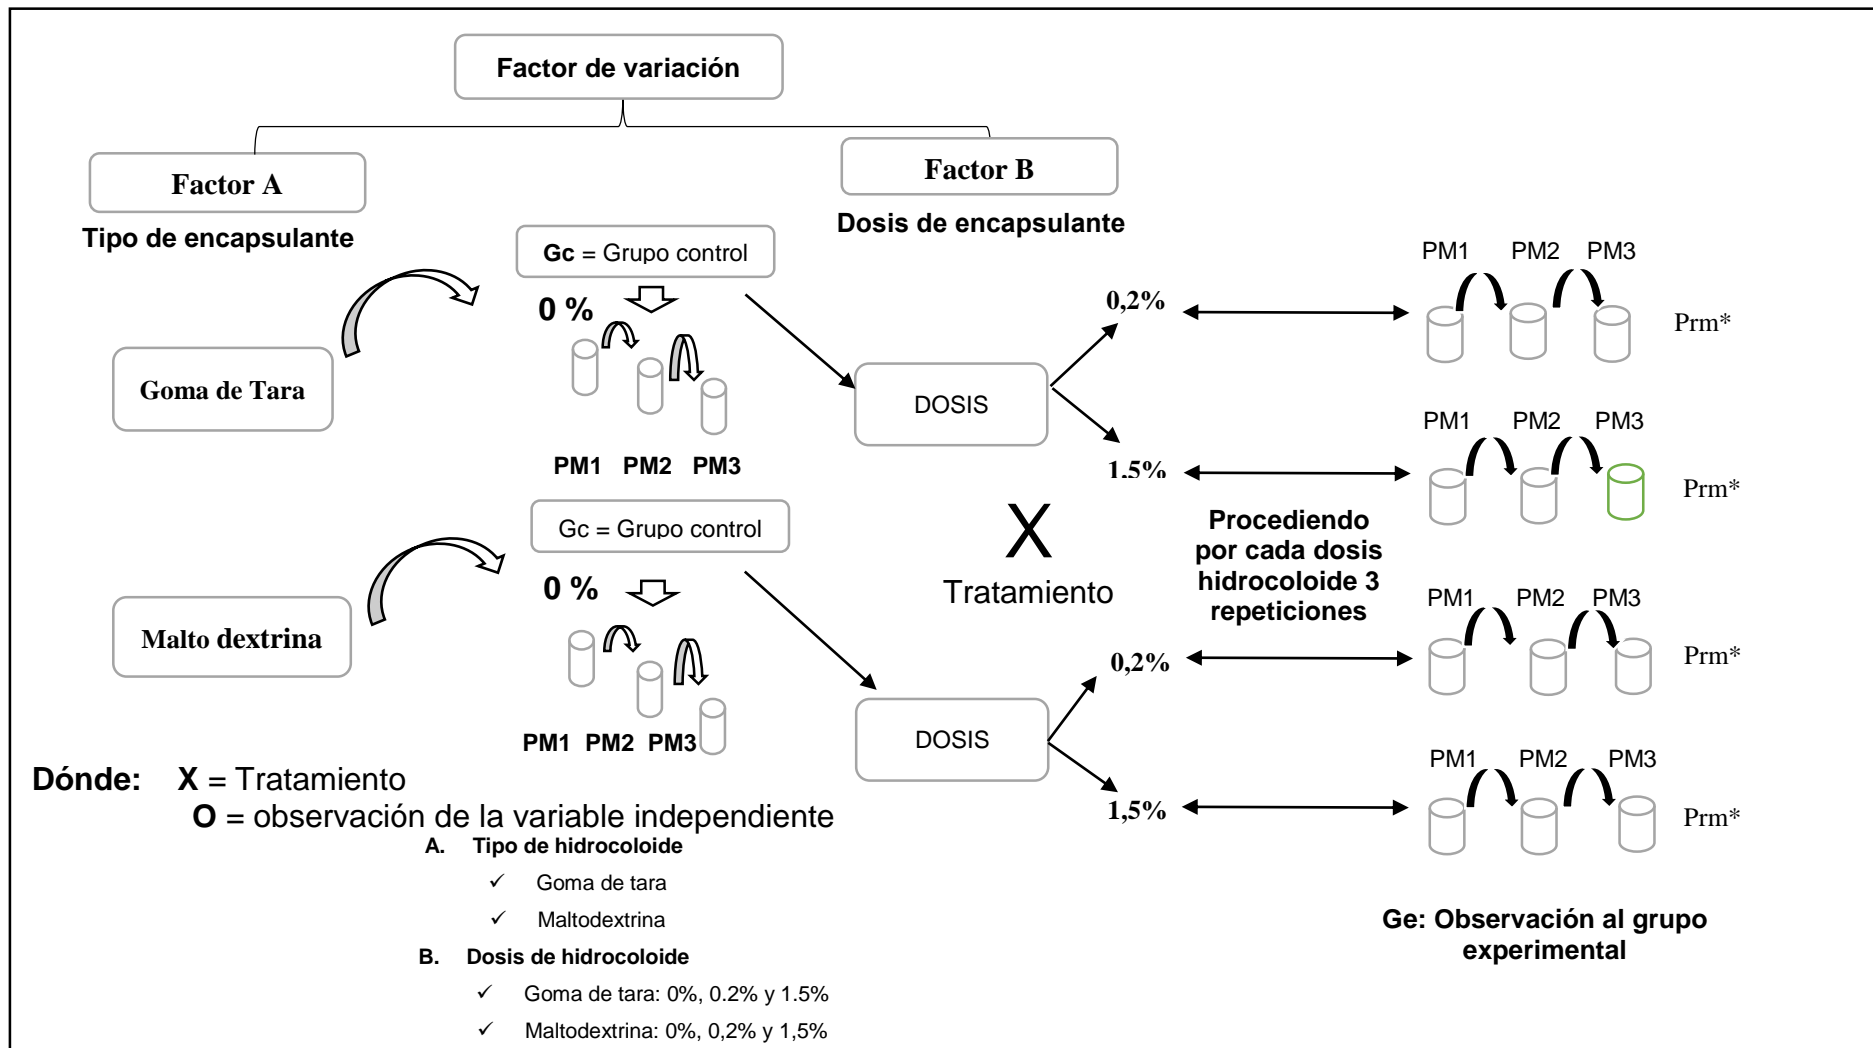 Factor de variación
Factor A
Factor B
Tipo de encapsulante
Dosis de encapsulante
Gc = Grupo control
0 %
PM1 PM2 PM3
Goma de Tara
DOSIS
0,2%
1.5%
PM1 PM2 PM3
Prm*
PM1 PM2 PM3
Prm*
Gc = Grupo control
0 %
PM1 PM2 PM3
Malto dextrina
X
Tratamiento
Procediendo
por cada dosis
hidrocoloide 3
repeticiones
DOSIS
0,2%
1,5%
PM1 PM2 PM3
Prm*
PM1 PM2 PM3
Prm*
Dónde: X = Tratamiento
O = observación de la variable independiente
A. Tipo de hidrocoloide
✓ Goma de tara
✓ Maltodextrina
B. Dosis de hidrocoloide
✓ Goma de tara: 0%, 0.2% y 1.5%
✓ Maltodextrina: 0%, 0,2% y 1,5%
Ge: Observación al grupo
experimental